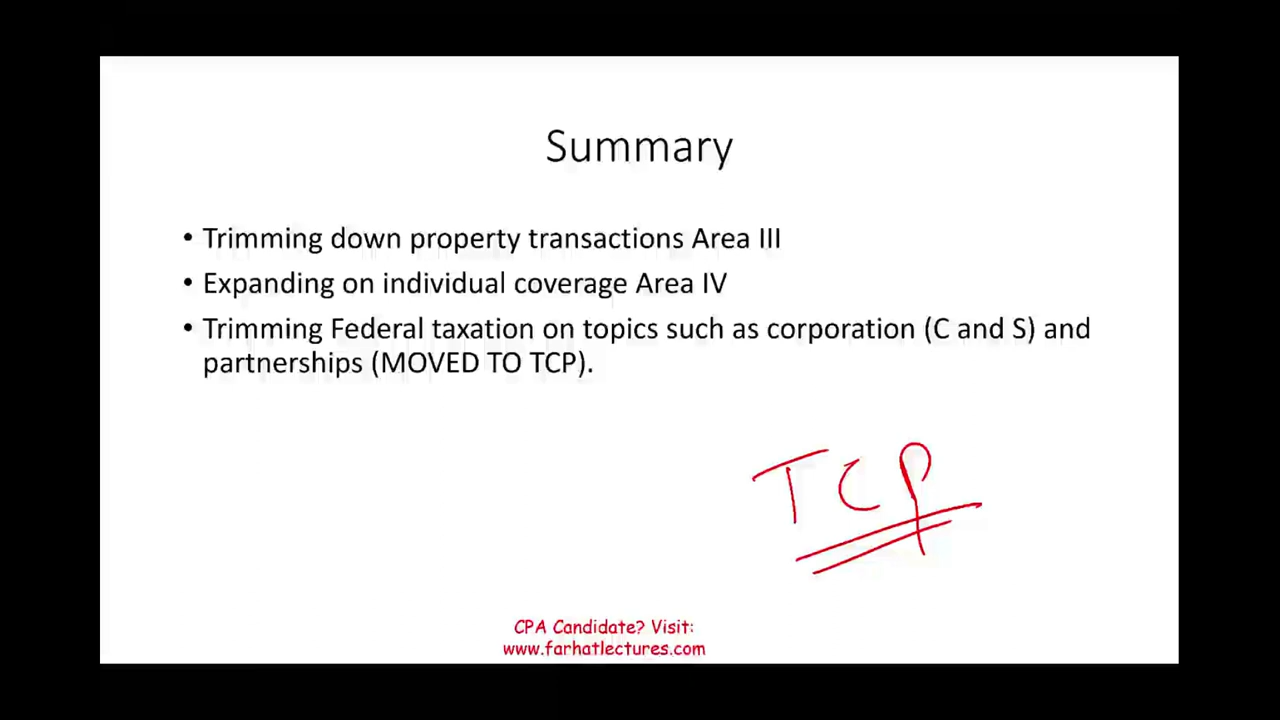 Summary
• Trimming down property transactions Area III
• Expanding on individual coverage Area IV
• Trimming Federal taxation on topics such as corporation (C and S) and
partnerships (MOVED TO TCP).
TCP
CPA Candidate? Visit:
www.farhatlectures.com